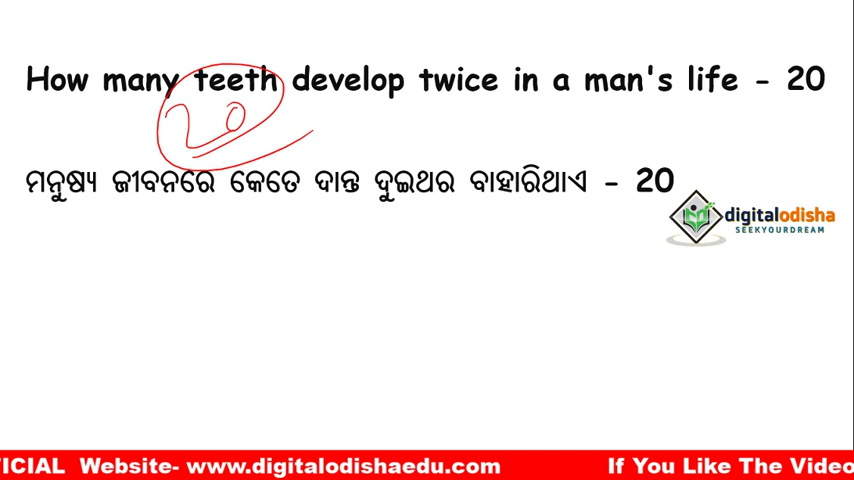 How many teeth develop twice in a man's life - 20
20
ମନୁଷ୍ୟ ଜୀବନରେ କେତେ ଦାନ୍ତ ଦୁଇଥର ବାହାରିଥାଏ - 20
digitalodisha
SEEKYOURDREAM
FICIAL Website- www.digitalodishaedu.com If You Like The Video